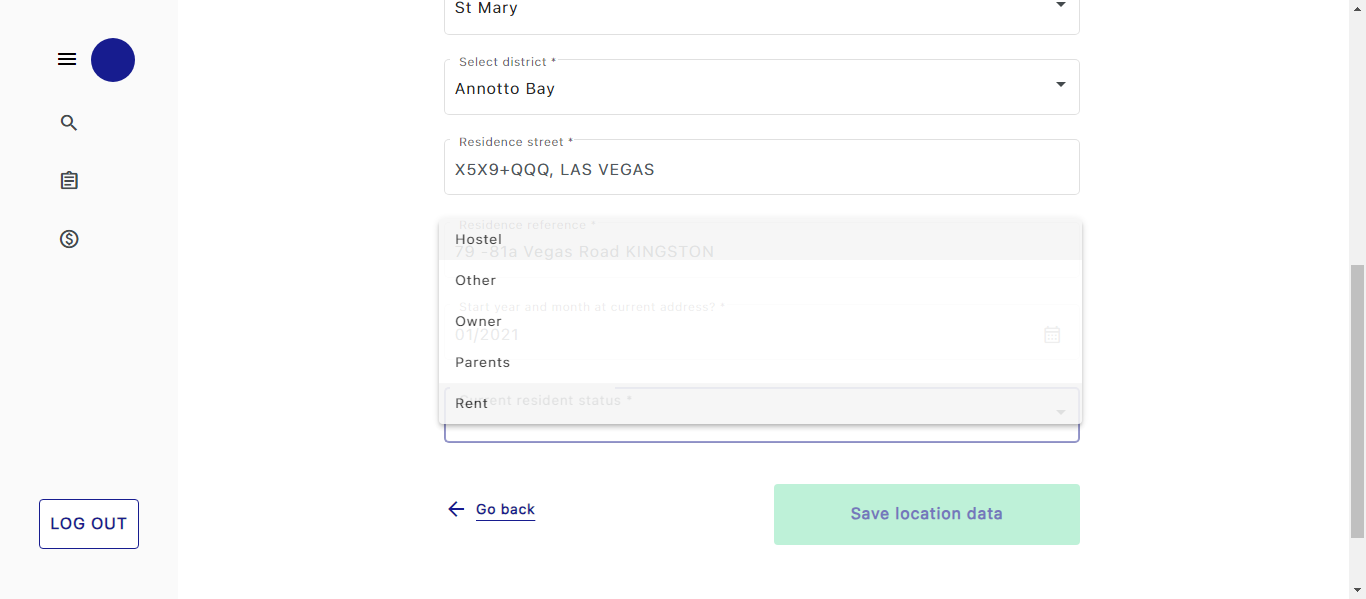 St Mary
Select district *
Annotto Bay
Residence street *
X5X9+QQQ, LAS VEGAS
Residence reference *
Hostel
79 -81a Vegas Road KINGSTON
Other
Start year and month at current address? *
Owner
01/2021
Parents
Current resident status *
Rent
Go back
Save location data
LOG OUT